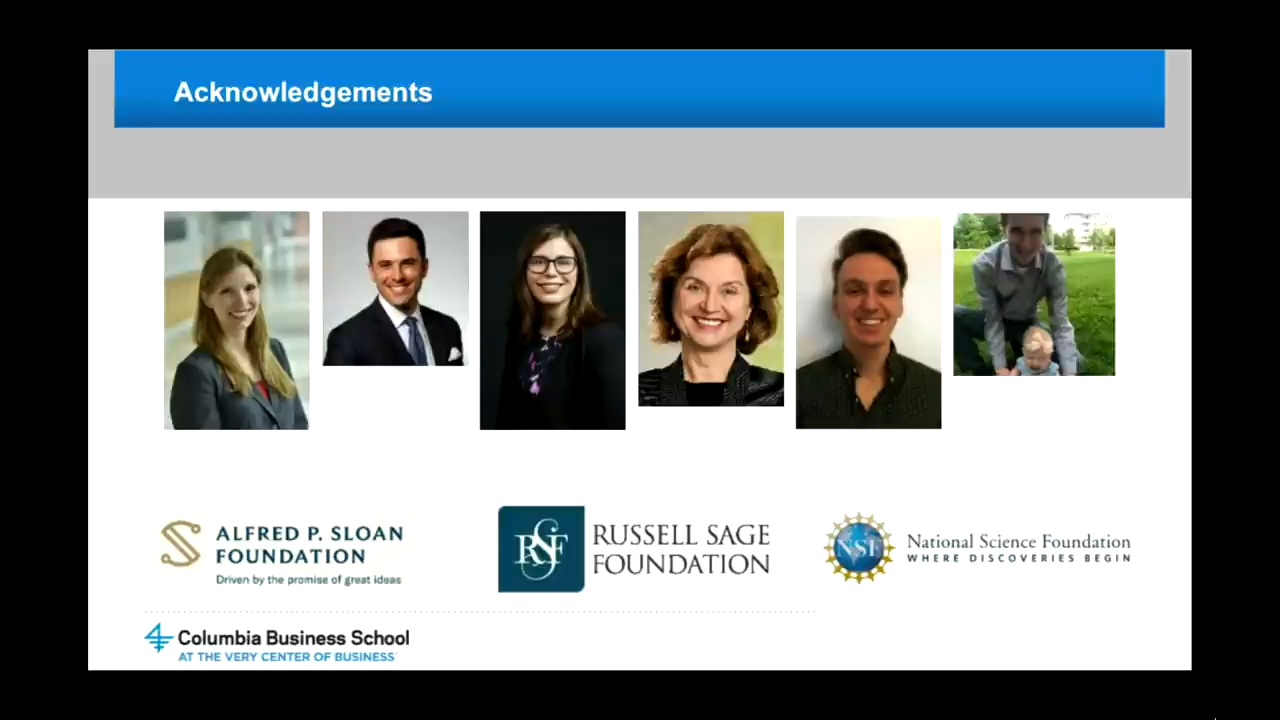 Acknowledgements
ALFRED P. SLOAN
FOUNDATION
Driven by the promise of great ideas
RSF
RUSSELL SAGE
FOUNDATION
NSF
National Science Foundation
WHERE DISCOVERIES BEGIN
Columbia Business School
AT THE VERY CENTER OF BUSINESS